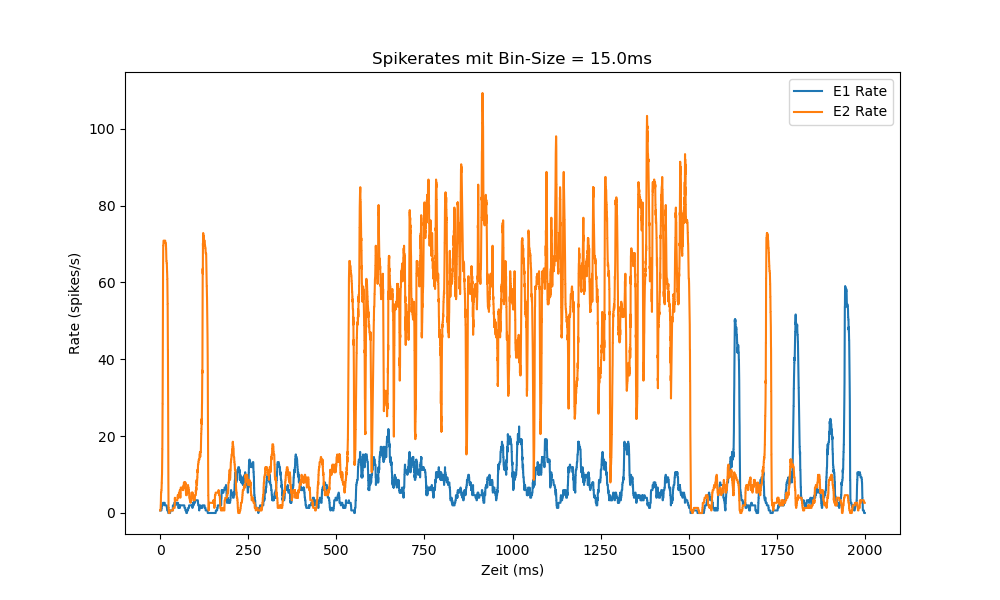 Spikerates mit Bin-Size = 15.0ms
E1 Rate
E2 Rate
100
80
60
40
20
0
Rate (spikes/s)
0 250 500 750 1000 1250 1500 1750 2000
Zeit (ms)